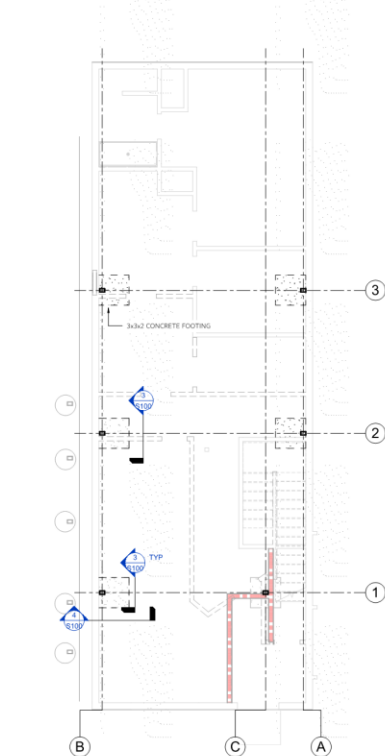 3
3x3x2 CONCRETE FOOTING
3
S100
2
3
S100
TYP
1
4
S100
B
C
A